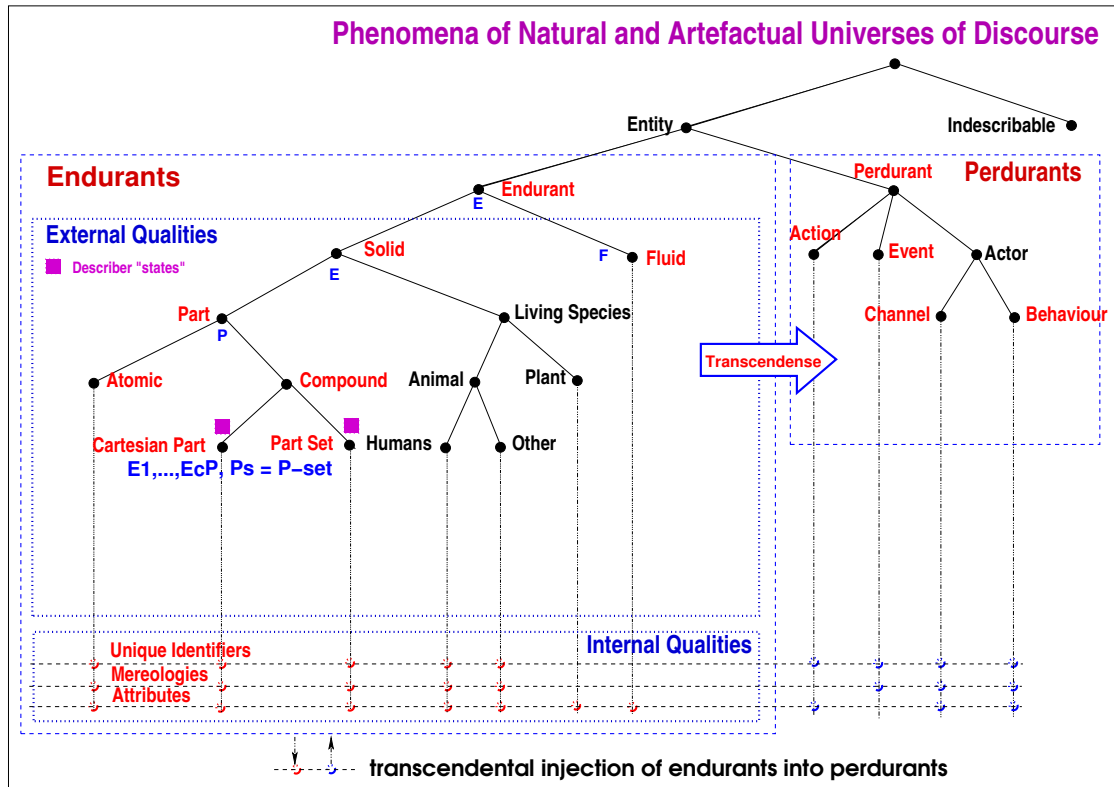 Phenomena of Natural and Artefactual Universes of Discourse
Entity
Indescribable
Endurants
Endurant
E
Perdurant
Perdurants
External Qualities
Describer "states"
Solid
E
F
Fluid
Action
Event
Actor
Part
P
Living Species
Channel
Behaviour
Transcendense
Atomic
Compound
Animal
Plant
Cartesian Part
Part Set
Humans
Other
E1,...,EcP, Ps = P-set
Internal Qualities
Unique Identifiers
Mereologies
Attributes
transcendental injection of endurants into perdurants